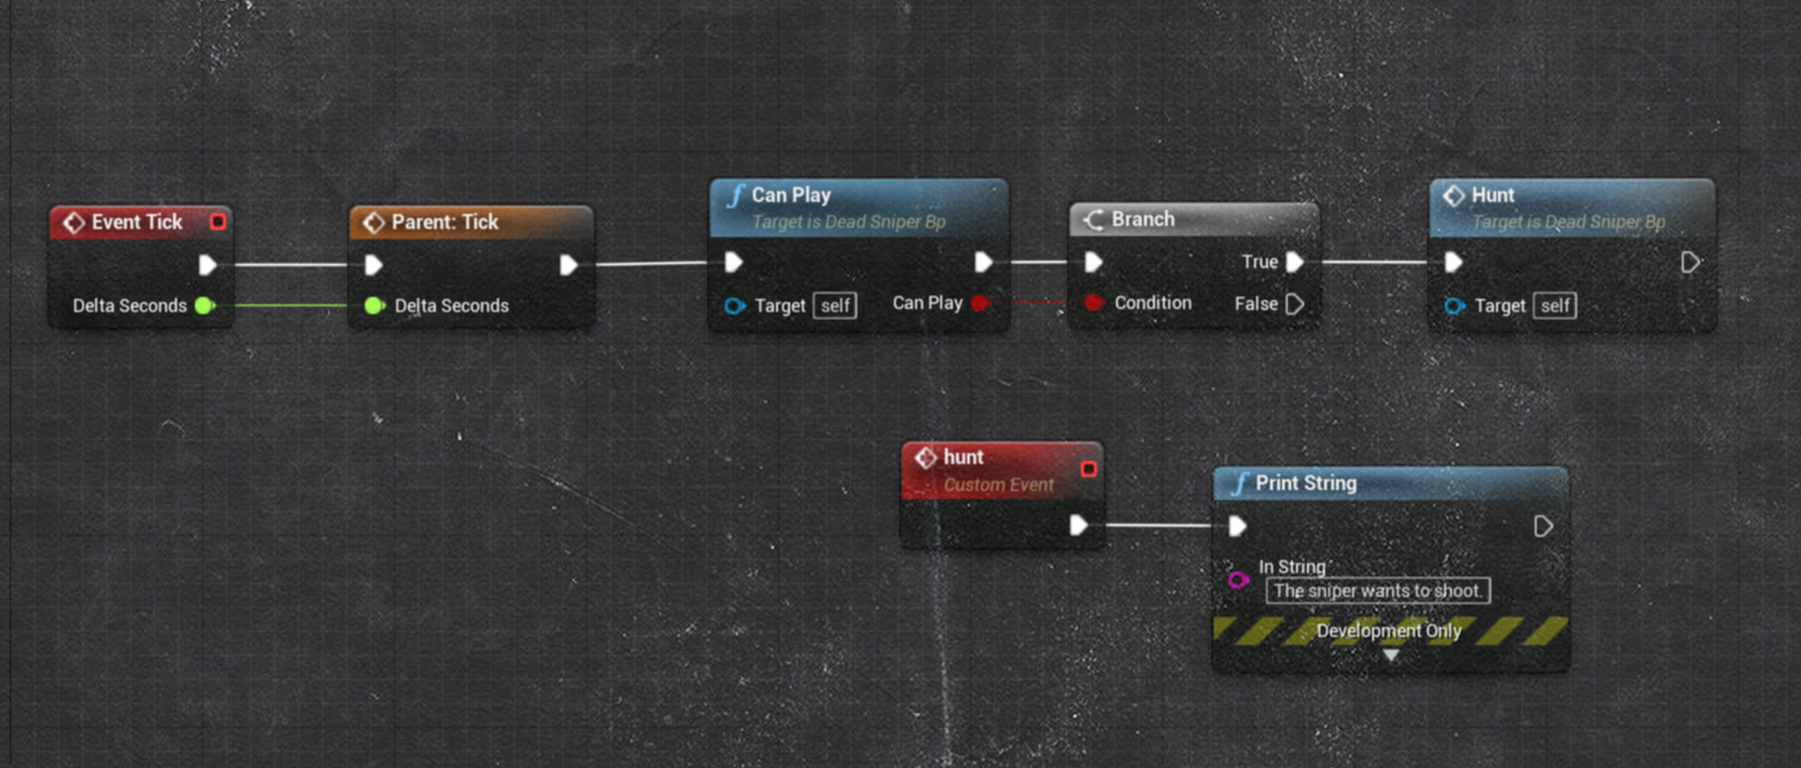 Event Tick
Delta Seconds
Parent: Tick
Delta Seconds
Can Play
Target is Dead Sniper Bp
Target self
Can Play
Branch
Condition
True
False
Hunt
Target is Dead Sniper Bp
Target self
hunt
Custom Event
Print String
In String
The sniper wants to shoot.
Development Only